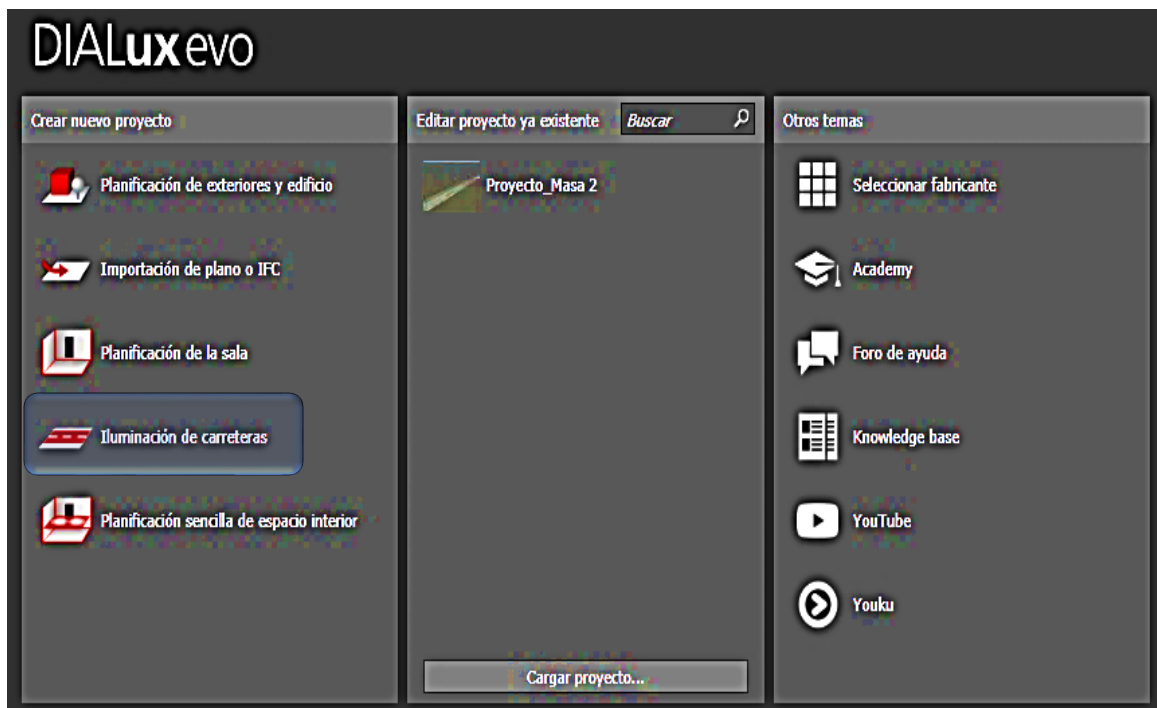 DIALux evo
Crear nuevo proyecto
Planificación de exteriores y edificio
Importación de plano o IFC
Planificación de la sala
Iluminación de carreteras
Planificación sencilla de espacio interior
Editar proyecto ya existente
Buscar
Proyecto_Masa 2
Cargar proyecto...
Otros temas
Seleccionar fabricante
Academy
Foro de ayuda
Knowledge base
YouTube
Youku